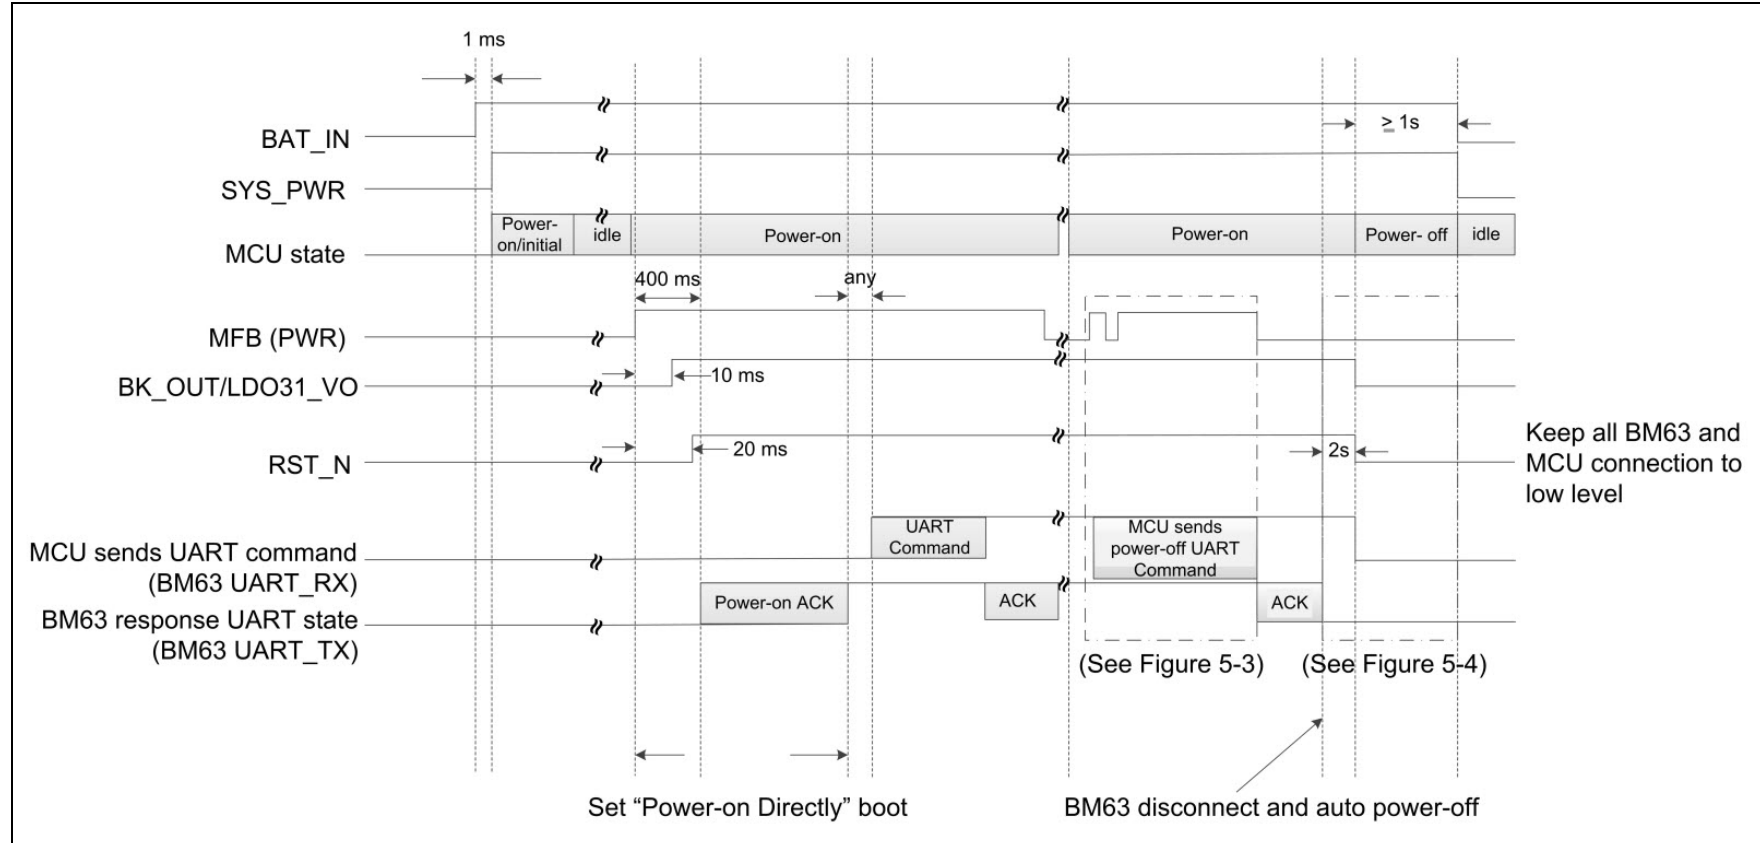 1 ms
≥ 1s
BAT_IN
SYS_PWR
Power-
on/initial
idle
Power-on
Power-on
Power- off
idle
MCU state
400 ms
any
MFB (PWR)
10 ms
BK_OUT/LDO31_VO
20 ms
2s
RST_N
Keep all BM63 and
MCU connection to
low level
UART
Command
MCU sends
power-off UART
Command
MCU sends UART command
(BM63 UART_RX)
Power-on ACK
ACK
ACK
BM63 response UART state
(BM63 UART_TX)
(See Figure 5-3)
(See Figure 5-4)
Set “Power-on Directly” boot
BM63 disconnect and auto power-off